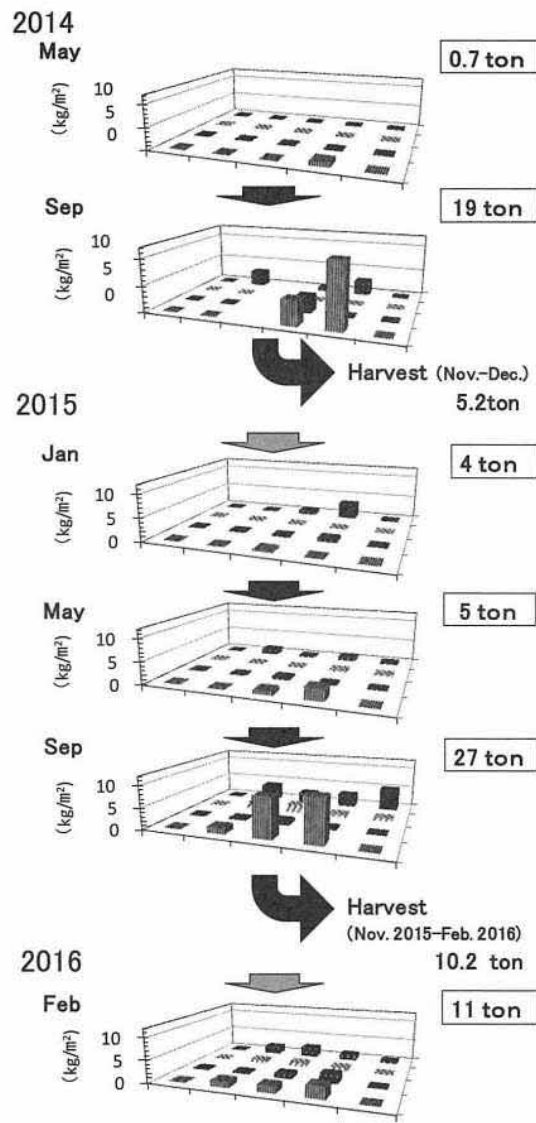 2014
May
0.7 ton
(kg/m²)
10
5
0
Sep
19 ton
(kg/m²)
10
5
0
Harvest (Nov.-Dec.)
5.2ton
2015
Jan
4 ton
(kg/m²)
10
5
0
May
5 ton
(kg/m²)
10
5
0
Sep
27 ton
(kg/m²)
10
5
0
Harvest
(Nov. 2015-Feb. 2016)
10.2 ton
2016
Feb
11 ton
(kg/m²)
10
5
0